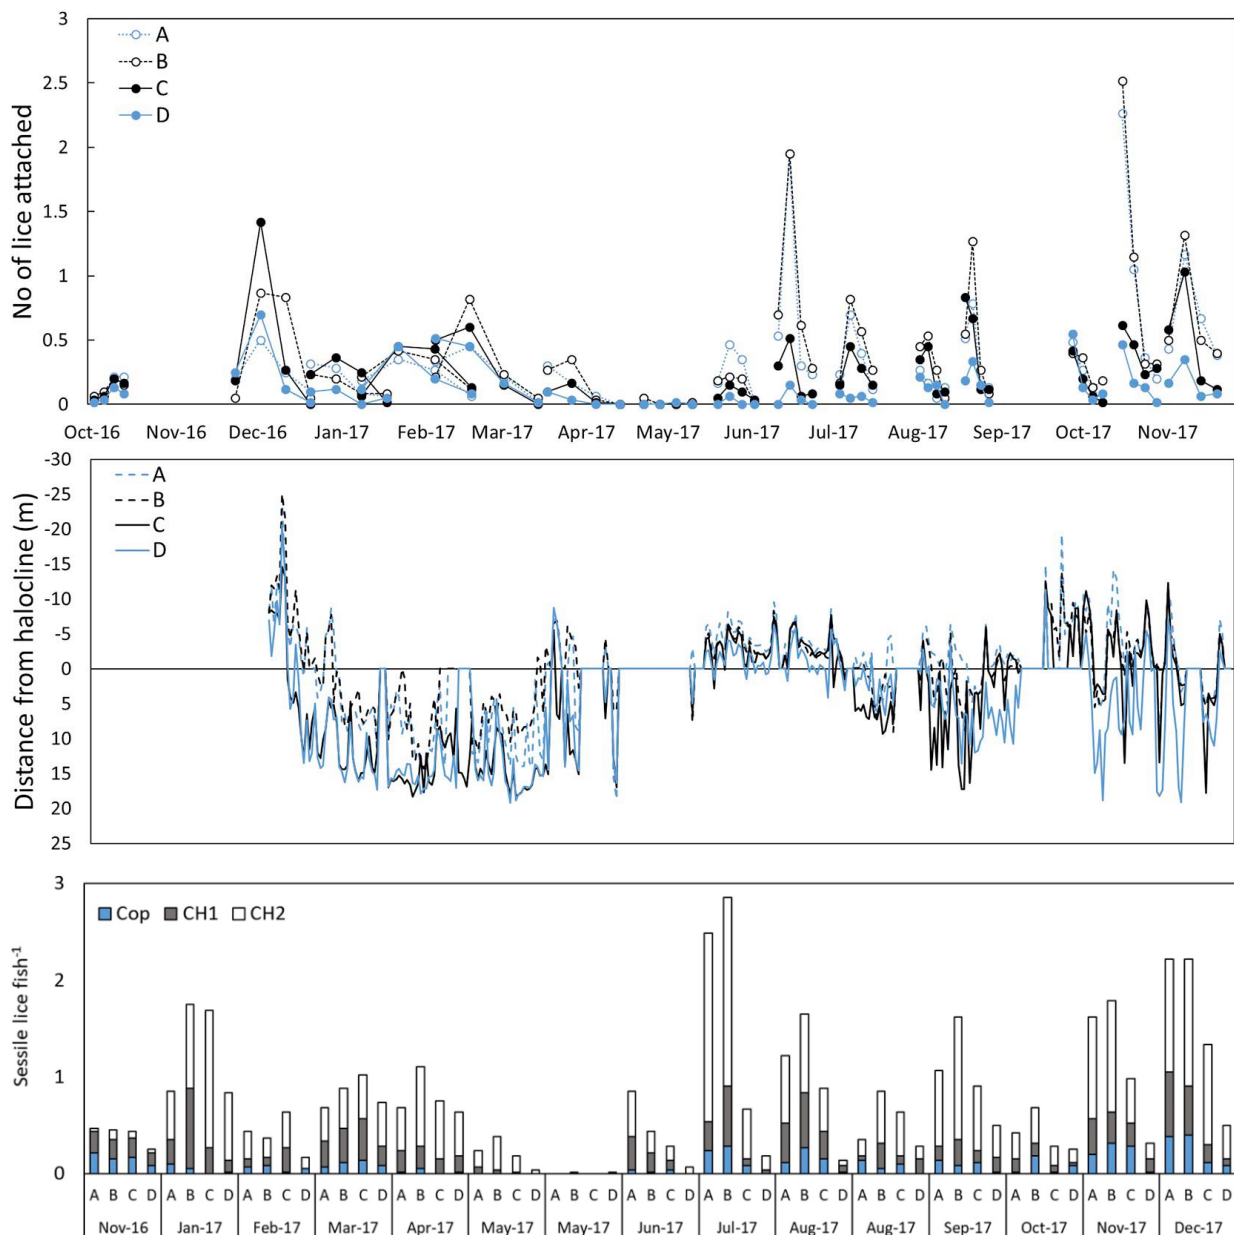 3
A
B
2.5
C
D
2
No of lice attached
1.5
1
0.5
0
Oct-16 Nov-16 Dec-16 Jan-17 Feb-17 Mar-17 Apr-17 May-17 Jun-17 Jul-17 Aug-17 Sep-17 Oct-17 Nov-17
-30
A
B
-25
C
-20
D
-15
-10
-5
0
5
10
15
20
25
Distance from halocline (m)
3
Cop CH1 CH2
2
Sessile lice fish-1
1
0
A B C D A B C D A B C D A B C D A B C D A B C D A B C D A B C D A B C D A B C D A B C D A B C D A B C D A B C D A B C D
Nov-16 Jan-17 Feb-17 Mar-17 Apr-17 May-17 May-17 Jun-17 Jul-17 Aug-17 Aug-17 Sep-17 Oct-17 Nov-17 Dec-17